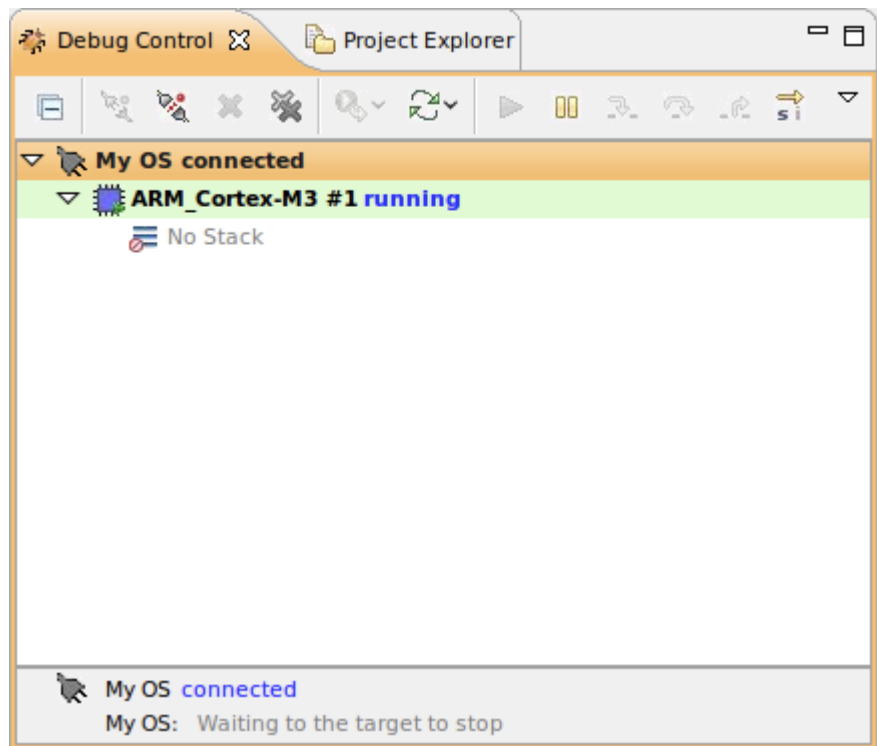 Debug Control Project Explorer
s i
My OS connected
ARM_Cortex-M3 #1 running
No Stack
My OS connected
My OS: Waiting to the target to stop